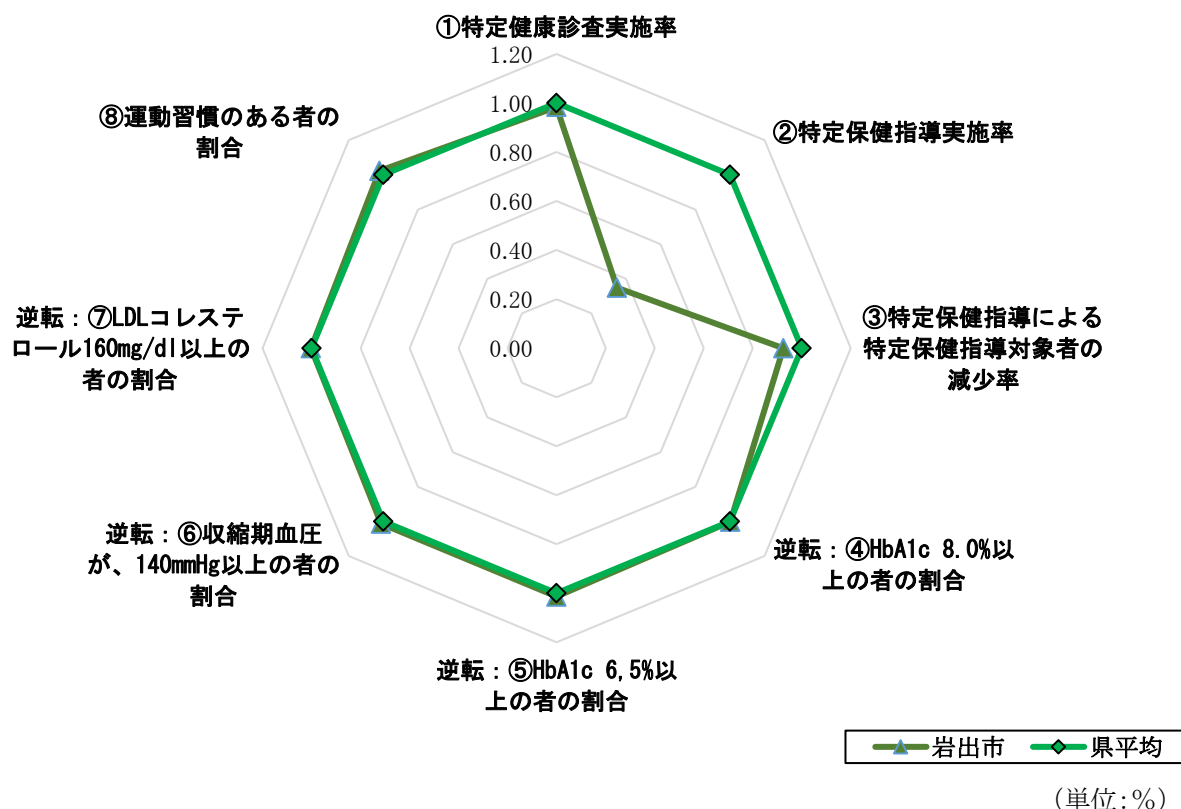 ①特定健康診査実施率
1.20
1.00
0.80
0.60
0.40
0.20
0.00
②特定保健指導実施率
③特定保健指導による
特定保健指導対象者の
減少率
逆転：④HbA1c 8.0%以
上の者の割合
逆転：⑤HbA1c 6,5%以
上の者の割合
逆転：⑥収縮期血圧
が、140mmHg以上の者の
割合
逆転：⑦LDLコレステ
ロール160mg/dl以上の
者の割合
⑧運動習慣のある者の
割合
岩出市
県平均
（単位:％）